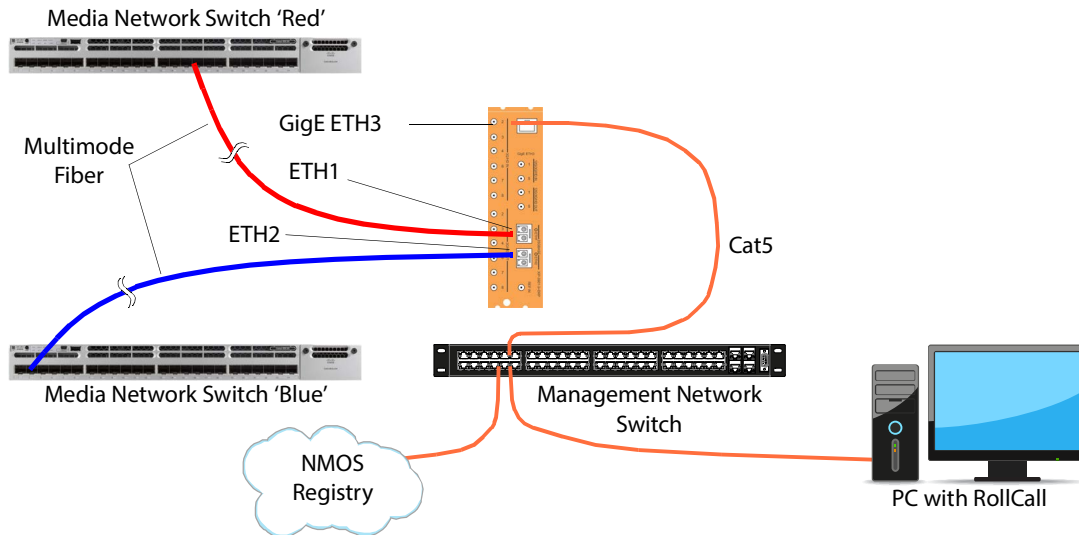 Media Network Switch ‘Red’
GigE ETH3
Multimode
Fiber
ETH1
ETH2
Cat5
Media Network Switch ‘Blue’
Management Network
Switch
NMOS
Registry
PC with RollCall